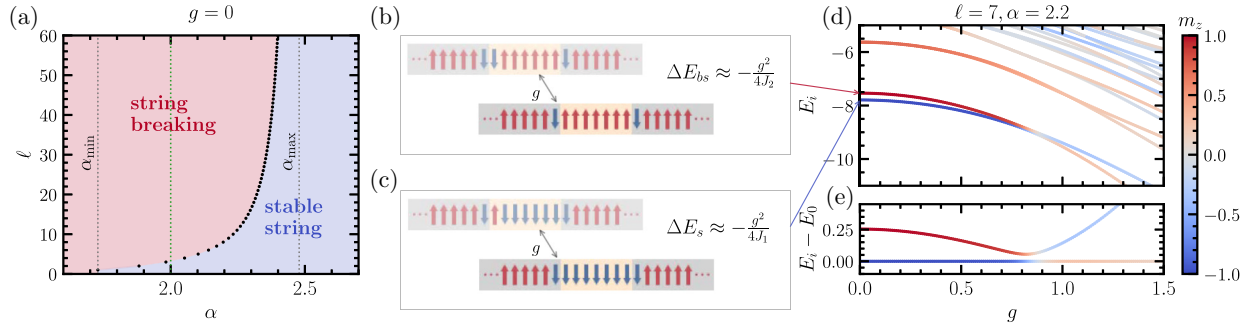 (a)
g = 0
60
50
40
30
20
10
0
ℓ
2.0
2.5
α
string
breaking
stable
string
α_min
α_max
(b)
g
ΔE_bs ≈ −g²/4J₂
(c)
g
ΔE_s ≈ −g²/4J₁
(d)
ℓ = 7, α = 2.2
−6
−8
−10
E_i
(e)
0.25
0.00
E_i − E_0
0.0
0.5
1.0
1.5
g
m_z
1.0
0.5
0.0
−0.5
−1.0